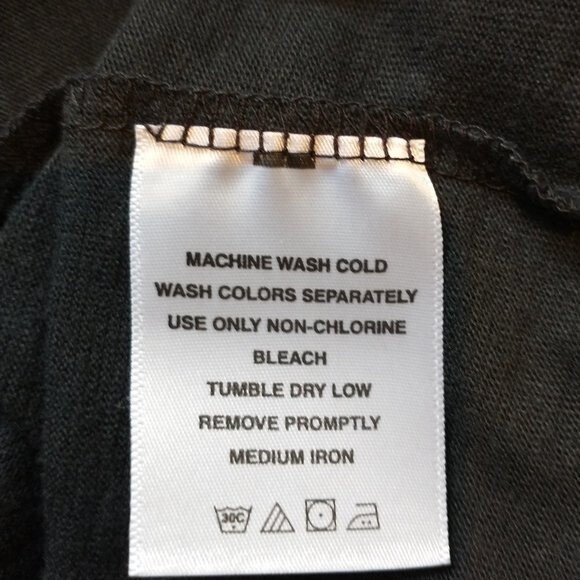 MACHINE WASH COLD
WASH COLORS SEPARATELY
USE ONLY NON-CHLORINE
BLEACH
TUMBLE DRY LOW
REMOVE PROMPTLY
MEDIUM IRON
30C